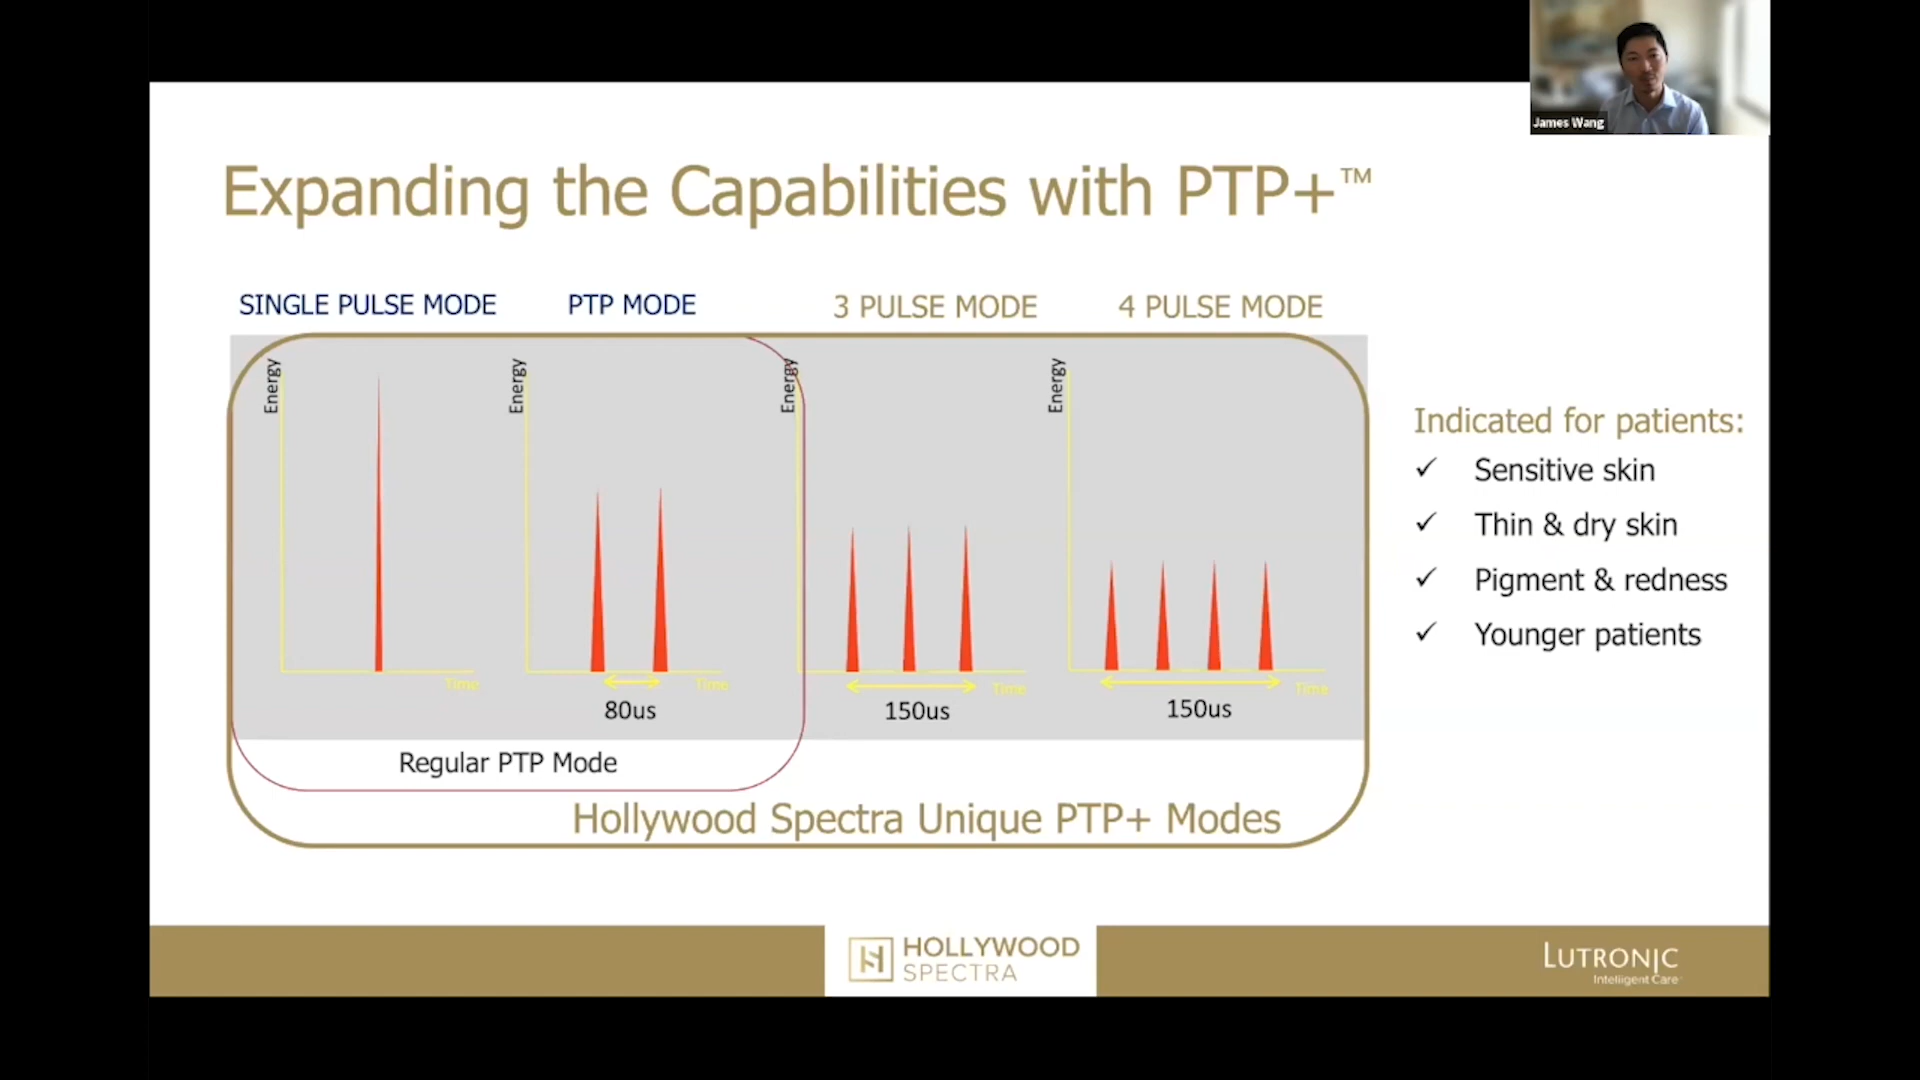 James Wang
Expanding the Capabilities with PTP+™
SINGLE PULSE MODE
PTP MODE
3 PULSE MODE
4 PULSE MODE
Energy
Energy
Energy
Energy
Time
Time
Time
Time
80us
150us
150us
Regular PTP Mode
Hollywood Spectra Unique PTP+ Modes
Indicated for patients:
✓ Sensitive skin
✓ Thin & dry skin
✓ Pigment & redness
✓ Younger patients
HOLLYWOOD
SPECTRA
LUTRONIC
Intelligent Care